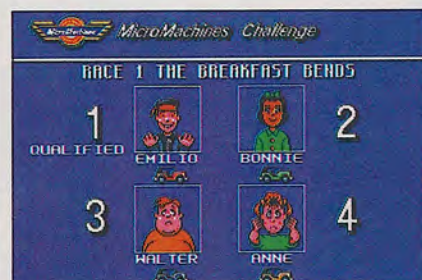 MicroMachines
MicroMachines Challenge
RACE 1 THE BREAKFAST BENDS
1
2
QUALIFIED
EMILIO
BONNIE
3
4
WALTER
ANNE